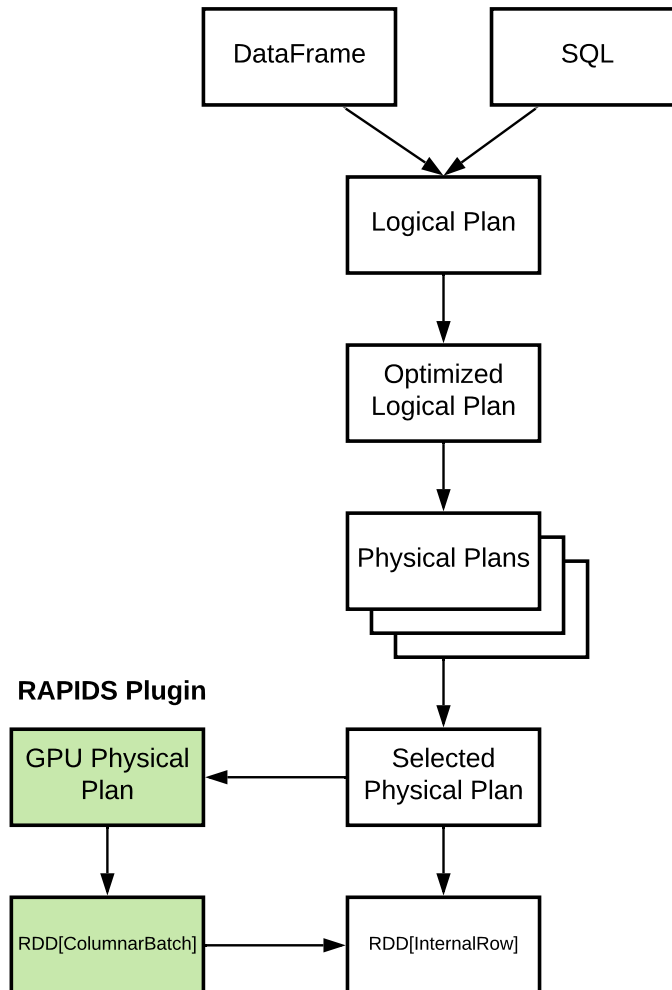 DataFrame
SQL
Logical Plan
Optimized
Logical Plan
Physical Plans
RAPIDS Plugin
GPU Physical
Plan
Selected
Physical Plan
RDD[ColumnarBatch]
RDD[InternalRow]